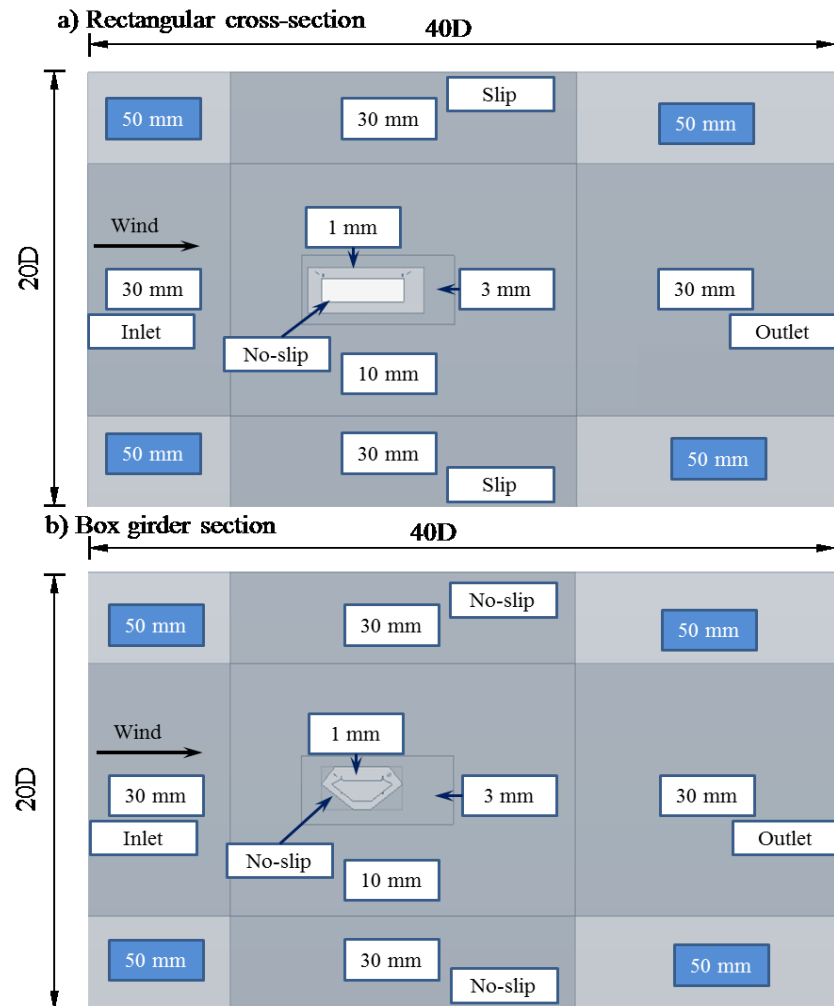 a) Rectangular cross-section
40D
Slip
50 mm
30 mm
50 mm
Wind
1 mm
20D
30 mm
3 mm
30 mm
Inlet
No-slip
Outlet
10 mm
50 mm
30 mm
50 mm
Slip
b) Box girder section
40D
No-slip
50 mm
30 mm
50 mm
Wind
1 mm
20D
30 mm
3 mm
30 mm
Inlet
No-slip
Outlet
10 mm
50 mm
30 mm
50 mm
No-slip